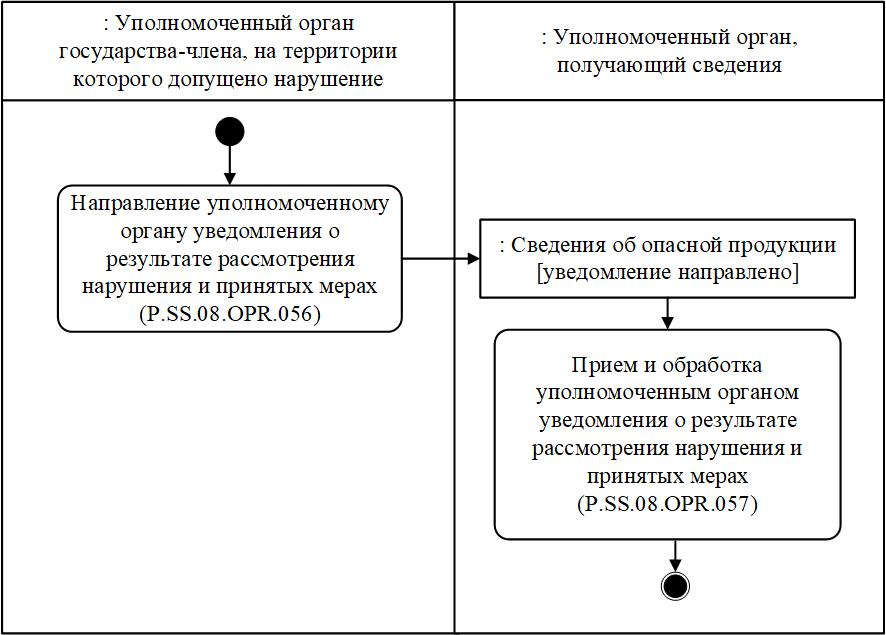 : Уполномоченный орган
государства-члена, на территории
которого допущено нарушение
: Уполномоченный орган,
получающий сведения
Направление уполномоченному
органу уведомления о
результате рассмотрения
нарушения и принятых мерах
(P.SS.08.OPR.056)
: Сведения об опасной продукции
[уведомление направлено]
Прием и обработка
уполномоченным органом
уведомления о результате
рассмотрения нарушения и
принятых мерах
(P.SS.08.OPR.057)